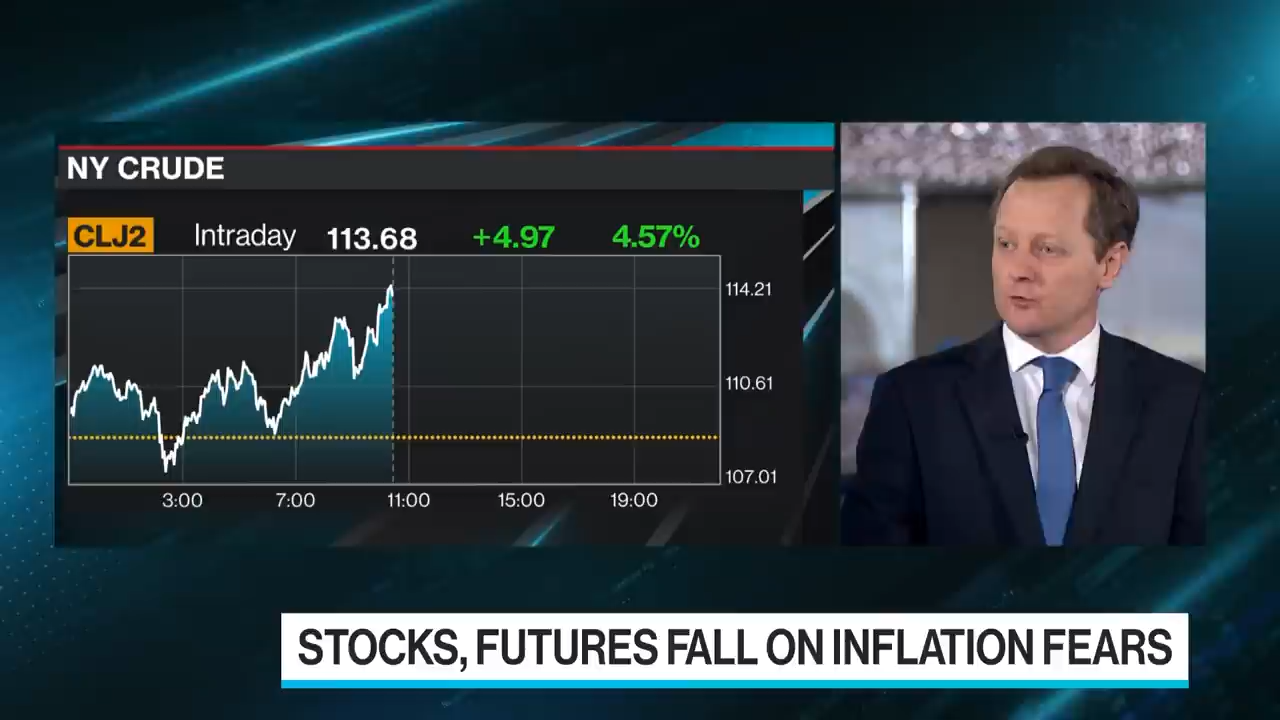 NY CRUDE
CLJ2 Intraday 113.68 +4.97 4.57%
114.21
110.61
107.01
3:00 7:00 11:00 15:00 19:00
STOCKS, FUTURES FALL ON INFLATION FEARS